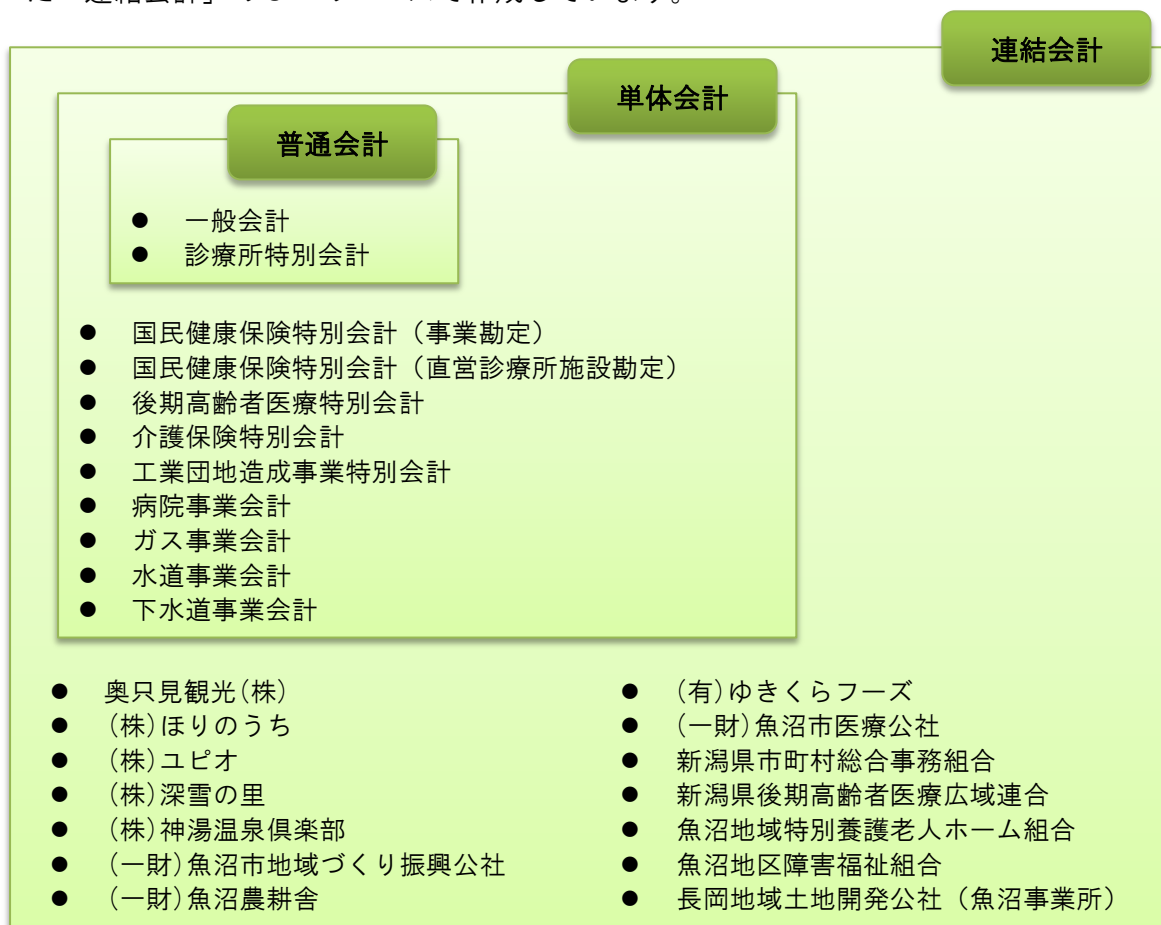 連結会計
単体会計
普通会計
● 一般会計
● 診療所特別会計
● 国民健康保険特別会計（事業勘定）
● 国民健康保険特別会計（直営診療所施設勘定）
● 後期高齢者医療特別会計
● 介護保険特別会計
● 工業団地造成事業特別会計
● 病院事業会計
● ガス事業会計
● 水道事業会計
● 下水道事業会計
● 奥只見観光(株)
● (株)ほりのうち
● (株)ユピオ
● (株)深雪の里
● (株)神湯温泉倶楽部
● (一財)魚沼市地域づくり振興公社
● (一財)魚沼農耕舎
● (有)ゆきくらフーズ
● (一財)魚沼市医療公社
● 新潟県市町村総合事務組合
● 新潟県後期高齢者医療広域連合
● 魚沼地域特別養護老人ホーム組合
● 魚沼地区障害福祉組合
● 長岡地域土地開発公社（魚沼事業所）